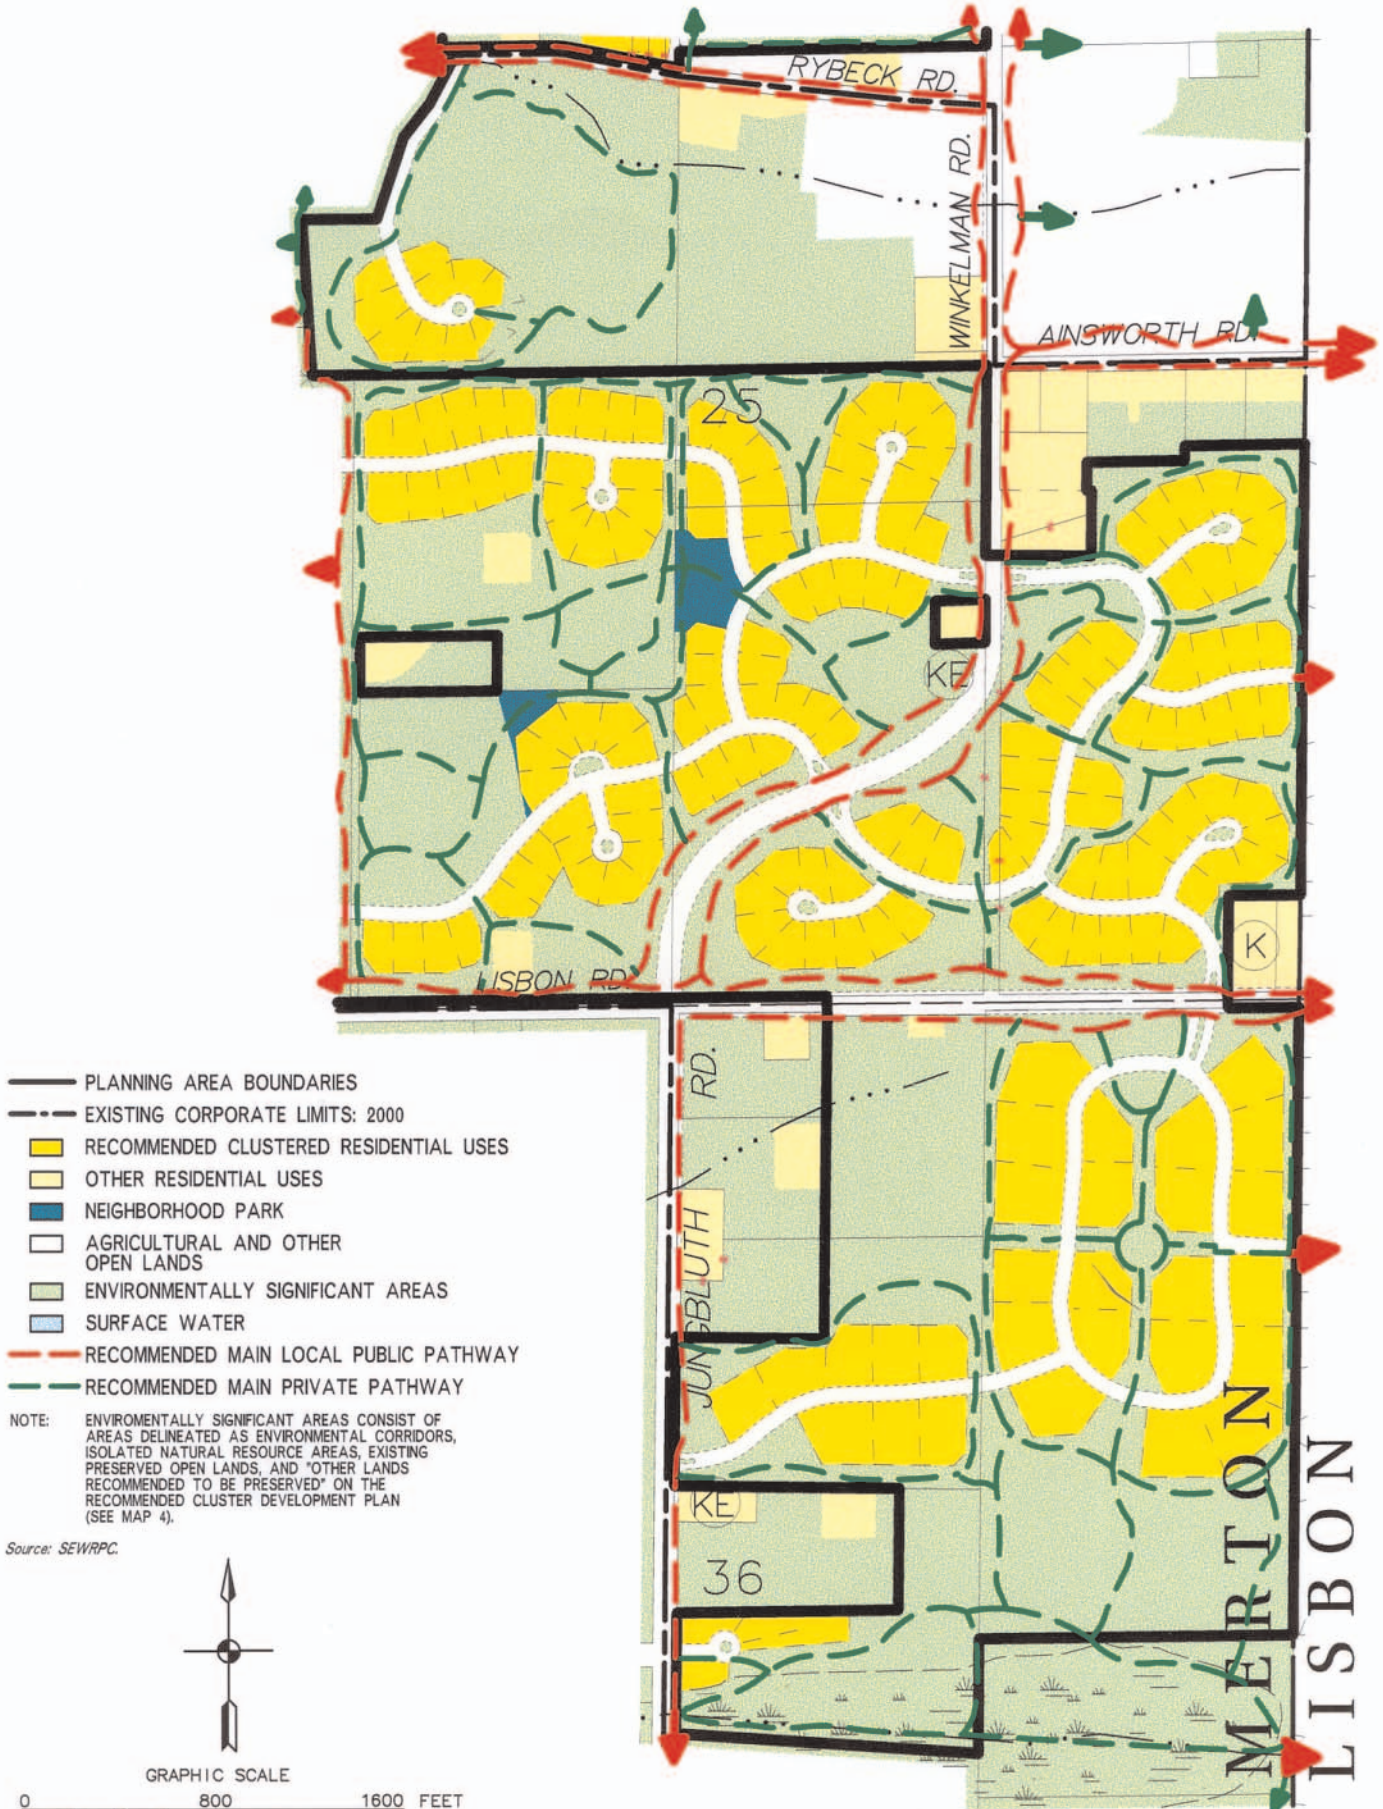 RYBECK RD.
WINKELMAN RD.
AINSWORTH RD.
25
KE
K
LISBON RD
JUNGBLUTH RD.
PLANNING AREA BOUNDARIES
EXISTING CORPORATE LIMITS: 2000
RECOMMENDED CLUSTERED RESIDENTIAL USES
OTHER RESIDENTIAL USES
NEIGHBORHOOD PARK
AGRICULTURAL AND OTHER
OPEN LANDS
ENVIRONMENTALLY SIGNIFICANT AREAS
SURFACE WATER
RECOMMENDED MAIN LOCAL PUBLIC PATHWAY
RECOMMENDED MAIN PRIVATE PATHWAY
NOTE: ENVIROMENTALLY SIGNIFICANT AREAS CONSIST OF
AREAS DELINEATED AS ENVIRONMENTAL CORRIDORS,
ISOLATED NATURAL RESOURCE AREAS, EXISTING
PRESERVED OPEN LANDS, AND "OTHER LANDS
RECOMMENDED TO BE PRESERVED" ON THE
RECOMMENDED CLUSTER DEVELOPMENT PLAN
(SEE MAP 4).
Source: SEWRPC.
KE
36
MERTON
LISBON
GRAPHIC SCALE
0 800 1600 FEET